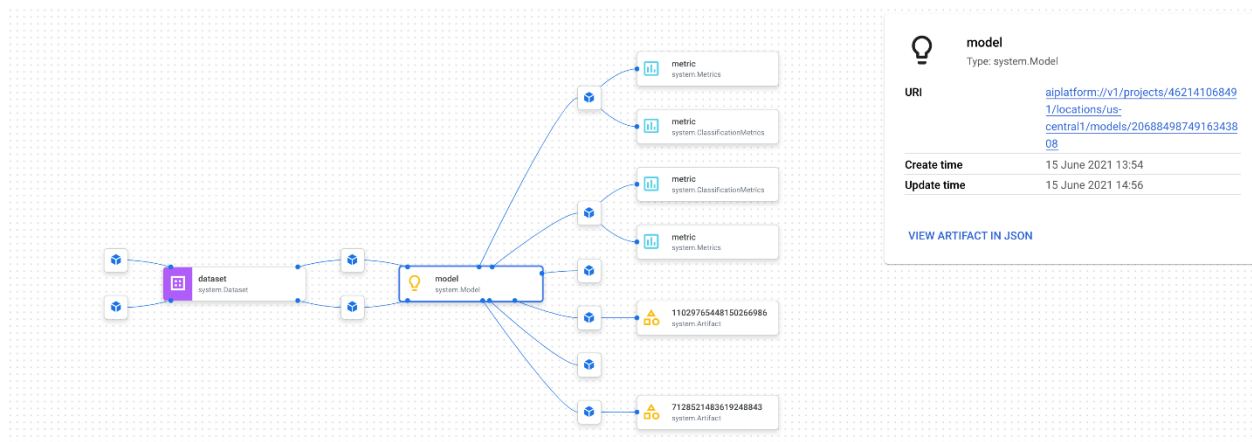 metric
system.Metrics
metric
system.ClassificationMetrics
metric
system.ClassificationMetrics
metric
system.Metrics
dataset
system.Dataset
model
system.Model
11029765448150266986
system.Artifact
7128521483619248843
system.Artifact
model
Type: system.Model
URI
aiplatform://v1/projects/46214106849
1/locations/us-
central1/models/20688498749163438
08
Create time 15 June 2021 13:54
Update time 15 June 2021 14:56
VIEW ARTIFACT IN JSON